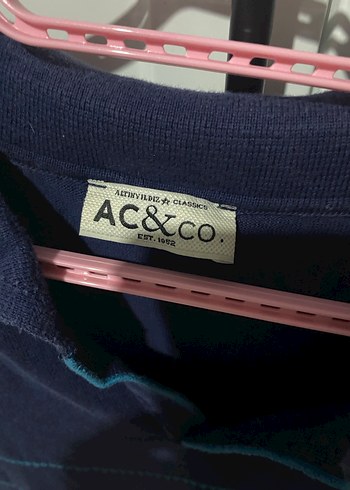 ALTINYILDIZ ★ CLASSICS
AC&CO.
EST. 1952